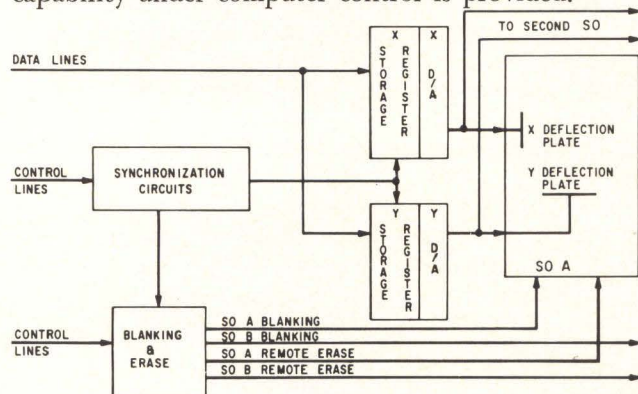 capability under computer control is provided.
TO SECOND SO
DATA LINES
X STORAGE REGISTER
X D/A
X DEFLECTION
PLATE
Y DEFLECTION
PLATE
CONTROL
LINES
SYNCHRONIZATION
CIRCUITS
Y STORAGE REGISTER
Y D/A
SO A
CONTROL
LINES
BLANKING
&
ERASE
SO A BLANKING
SO B BLANKING
SO A REMOTE ERASE
SO B REMOTE ERASE